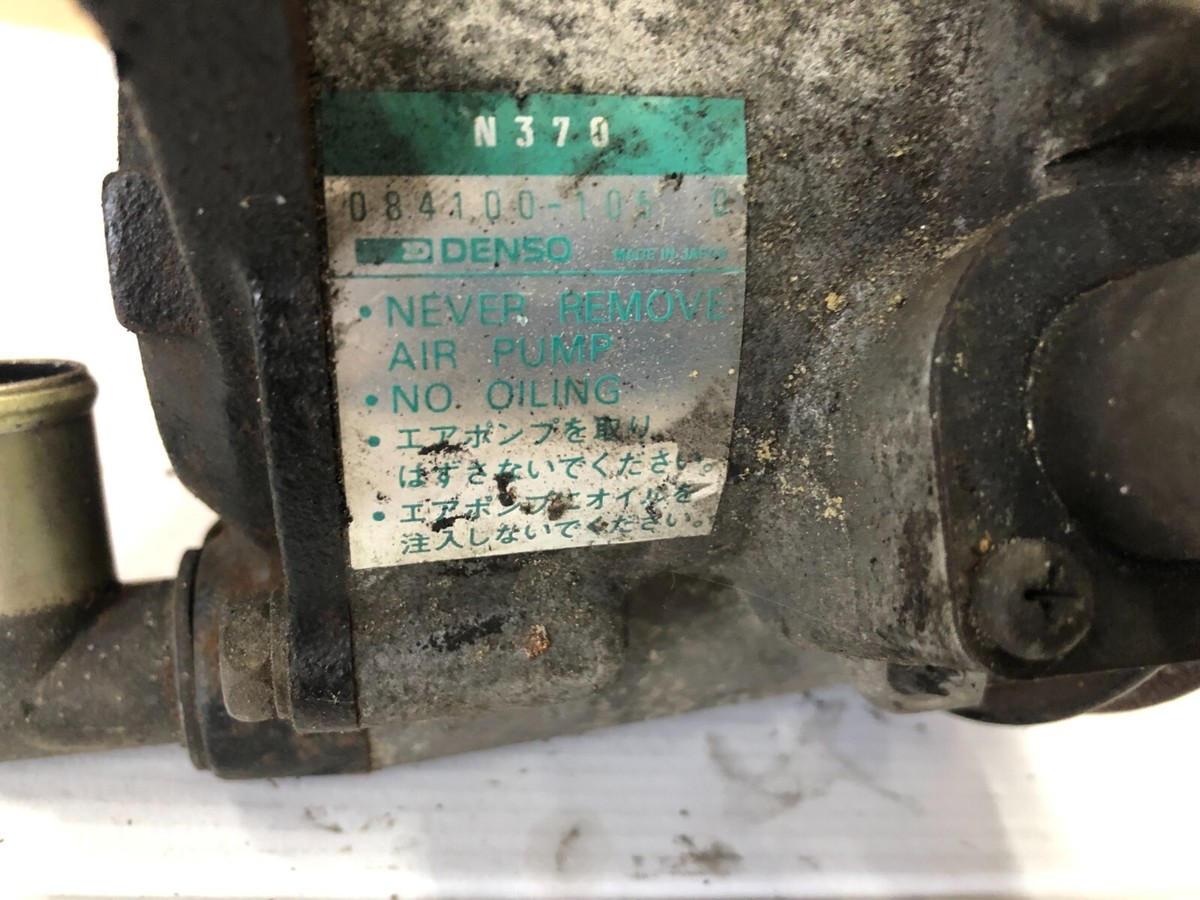 N370
084100-105 0
DENSO MADE IN JAPAN
• NEVER REMOVE
AIR PUMP
• NO OILING
• エアポンプを取り
はずさないでください。
• エアポンプにオイルを
注入しないでください。